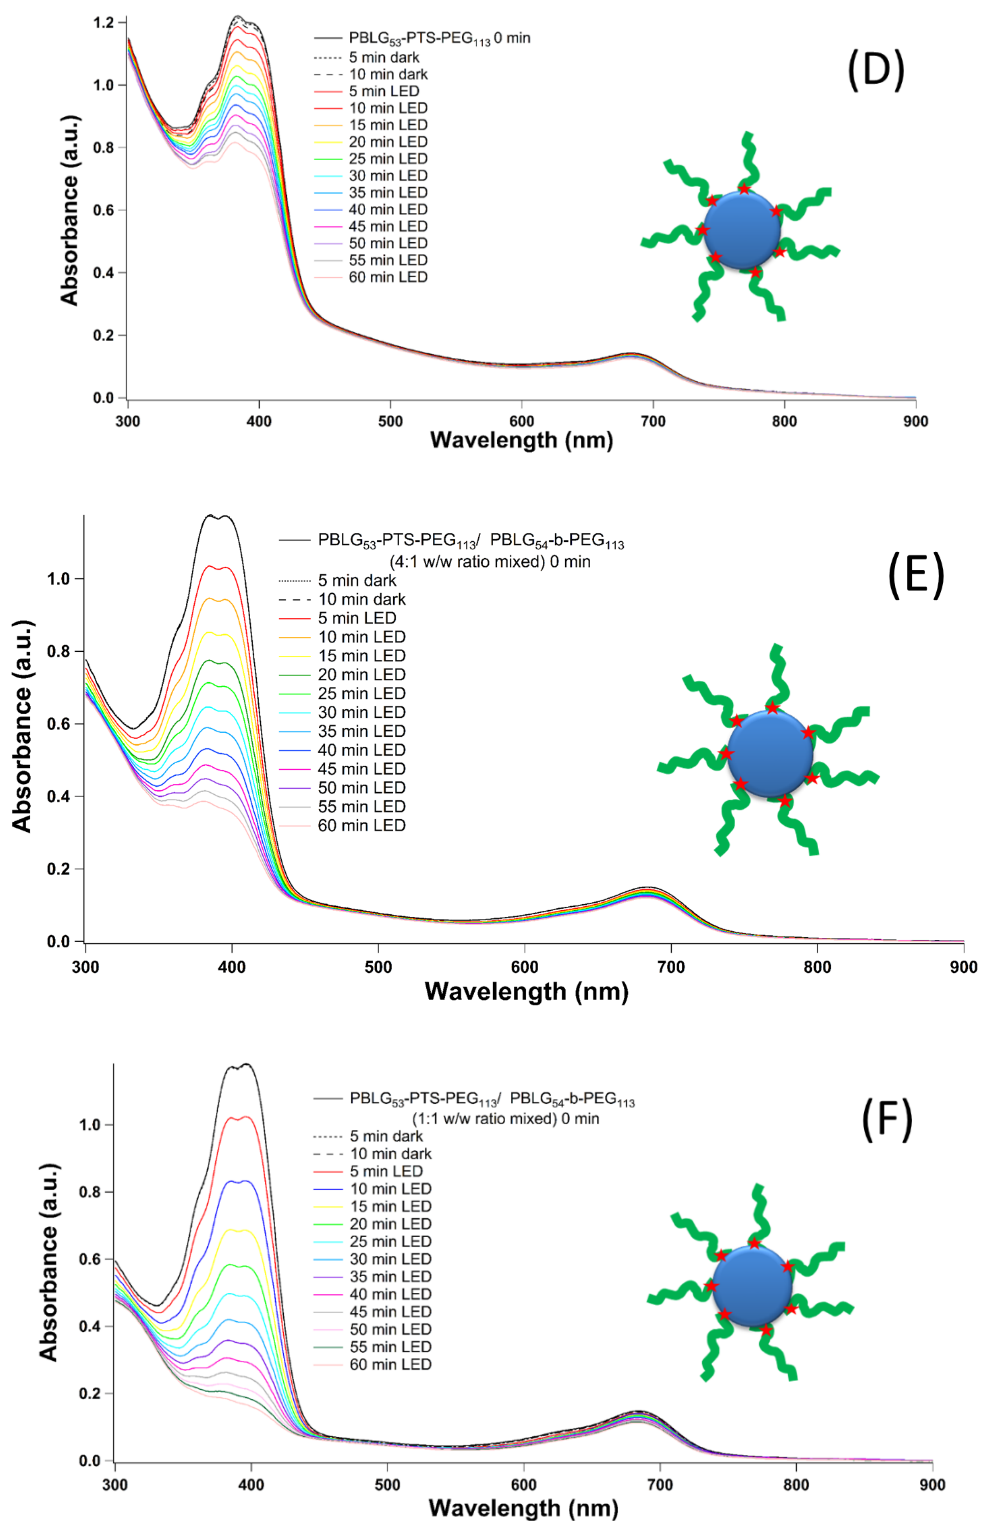 1.2
1.0
0.8
0.6
0.4
0.2
0.0
Absorbance (a.u.)
PBLG53-PTS-PEG113 0 min
5 min dark
10 min dark
5 min LED
10 min LED
15 min LED
20 min LED
25 min LED
30 min LED
35 min LED
40 min LED
45 min LED
50 min LED
55 min LED
60 min LED
(D)
300 400 500 600 700 800 900
Wavelength (nm)
1.0
0.8
0.6
0.4
0.2
0.0
Absorbance (a.u.)
PBLG53-PTS-PEG113/ PBLG54-b-PEG113
(4:1 w/w ratio mixed) 0 min
5 min dark
10 min dark
5 min LED
10 min LED
15 min LED
20 min LED
25 min LED
30 min LED
35 min LED
40 min LED
45 min LED
50 min LED
55 min LED
60 min LED
(E)
300 400 500 600 700 800 900
Wavelength (nm)
1.0
0.8
0.6
0.4
0.2
0.0
Absorbance (a.u.)
PBLG53-PTS-PEG113/ PBLG54-b-PEG113
(1:1 w/w ratio mixed) 0 min
5 min dark
10 min dark
5 min LED
10 min LED
15 min LED
20 min LED
25 min LED
30 min LED
35 min LED
40 min LED
45 min LED
50 min LED
55 min LED
60 min LED
(F)
300 400 500 600 700 800 900
Wavelength (nm)